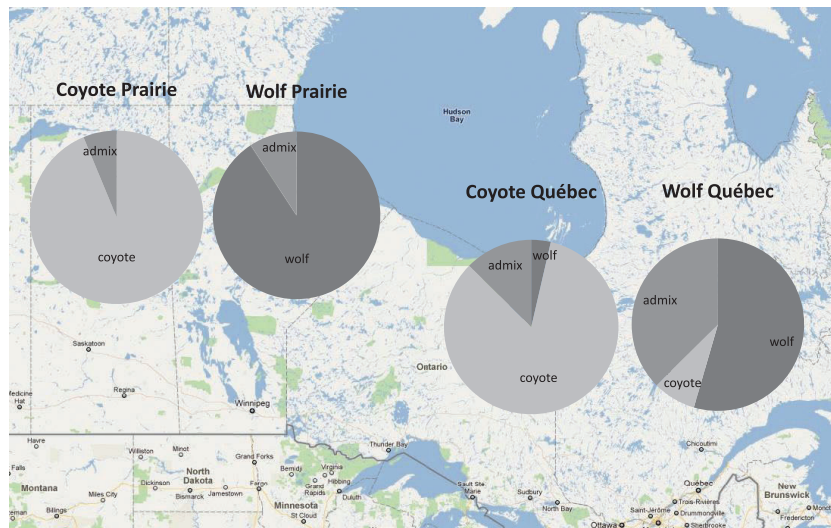 Coyote Prairie
Wolf Prairie
Hudson
Bay
admix
admix
Coyote Québec
Wolf Québec
coyote
wolf
wolf
admix
admix
wolf
coyote
coyote
Saskatoon
Ontario
Regina
Medicine
Hat
Winnipeg
Havre
Williston
Minot
Grand Forks
Thunder Bay
Chicoutimi
Falls
North
Dakota
Bemidji
Virginia
Hibbing
Grand
Rapids
Duluth
Montana
Dickinson
Bismarck
Jamestown
Fargo
Miles City
Minnesota
St Cloud
Billings
Sault Ste
Marie
Sudbury
North Bay
Québec
Trois-Rivières
Saint-Jérôme
Drummondville
Sherbrooke
Ottawa
New
Brunswick
Fredericton